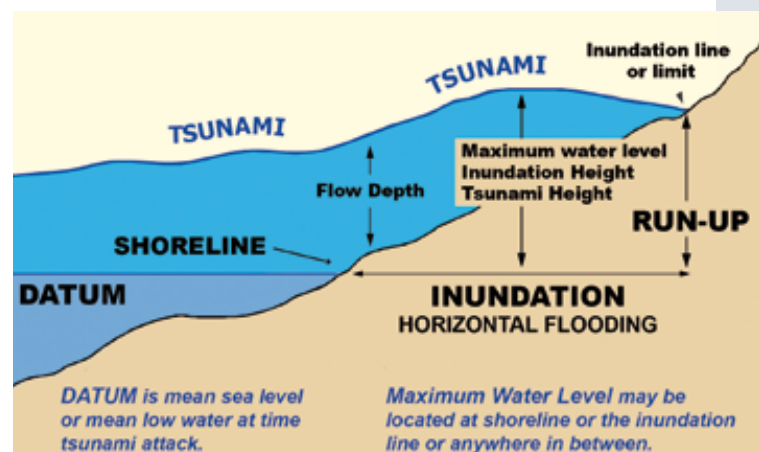 Inundation line
or limit
TSUNAMI
TSUNAMI
Maximum water level
Inundation Height
Tsunami Height
Flow Depth
RUN-UP
SHORELINE
DATUM
INUNDATION
HORIZONTAL FLOODING
DATUM is mean sea level
or mean low water at time
tsunami attack.
Maximum Water Level may be
located at shoreline or the inundation
line or anywhere in between.